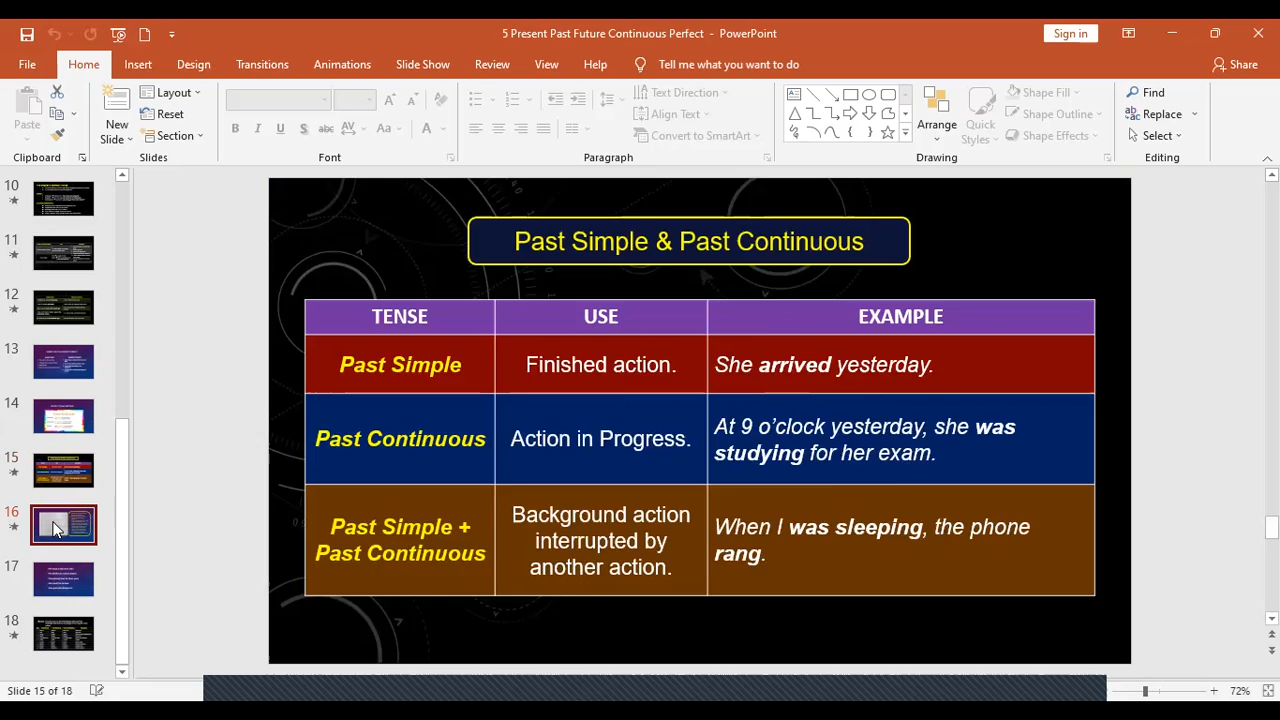 5 Present Past Future Continuous Perfect - PowerPoint
Sign in
File Home Insert Design Transitions Animations Slide Show Review View Help Tell me what you want to do Share
Paste
New Slide
Layout
Reset
Section
Arrange
Quick Styles
Text Direction
Align Text
Convert to SmartArt
Shape Fill
Shape Outline
Shape Effects
Find
Replace
Select
B I U S abc AV Aa A
Clipboard Slides Font Paragraph Drawing Editing
10
11
12
13
14
15
16
17
18
Past Simple & Past Continuous
TENSE USE EXAMPLE
Past Simple Finished action. She arrived yesterday.
Past Continuous Action in Progress. At 9 o'clock yesterday, she was
studying for her exam.
Past Simple +
Past Continuous
Background action
interrupted by
another action.
When I was sleeping, the phone
rang.
Slide 15 of 18
72%